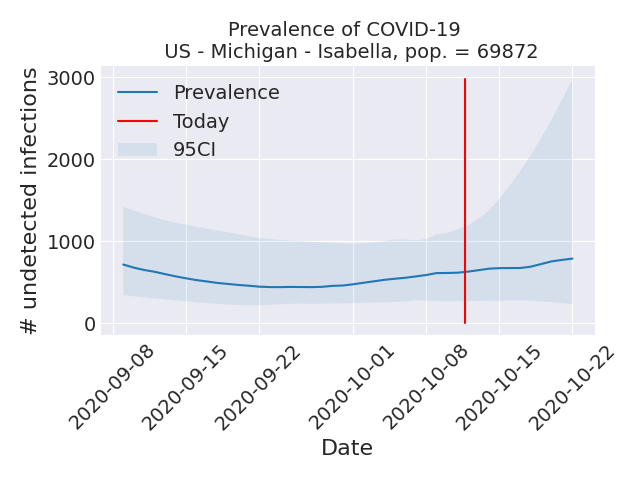 Prevalence of COVID-19
US - Michigan - Isabella, pop. = 69872
# undetected infections
3000
2000
1000
0
Prevalence
Today
95CI
2020-09-08
2020-09-15
2020-09-22
2020-10-01
2020-10-08
2020-10-15
2020-10-22
Date